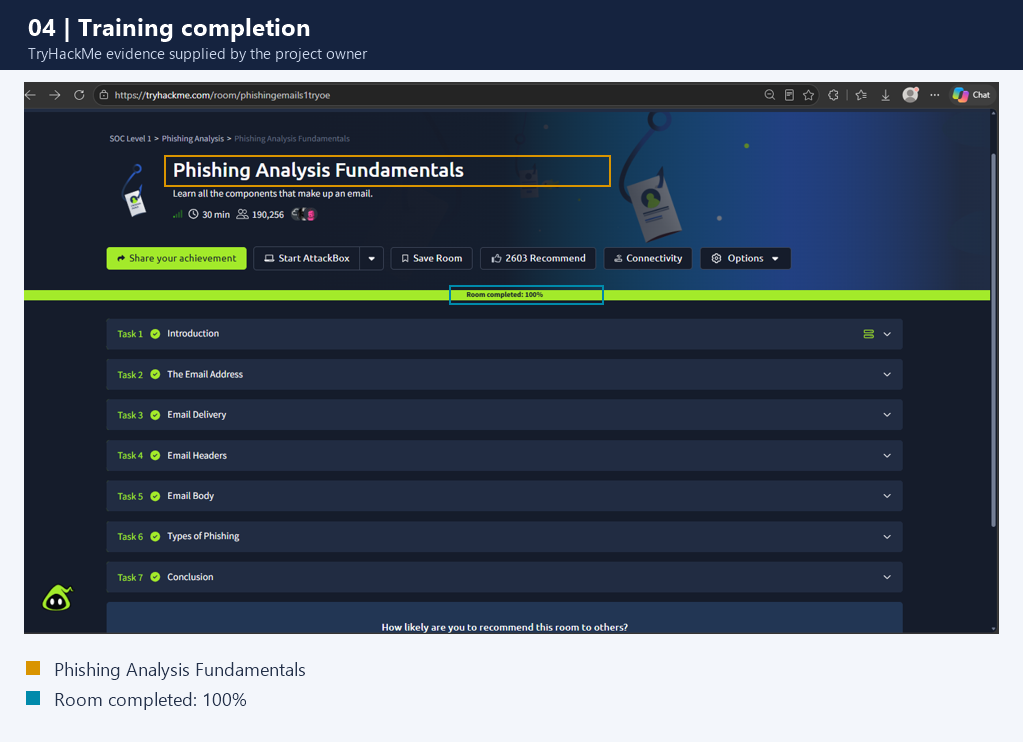 04 | Training completion
TryHackMe evidence supplied by the project owner
https://tryhackme.com/room/phishingemails1tryoe
Chat
SOC Level 1 > Phishing Analysis > Phishing Analysis Fundamentals
Phishing Analysis Fundamentals
Learn all the components that make up an email.
30 min 190,256
Share your achievement
Start AttackBox
Save Room
2603 Recommend
Connectivity
Options
Room completed: 100%
Task 1 Introduction
Task 2 The Email Address
Task 3 Email Delivery
Task 4 Email Headers
Task 5 Email Body
Task 6 Types of Phishing
Task 7 Conclusion
How likely are you to recommend this room to others?
Phishing Analysis Fundamentals
Room completed: 100%